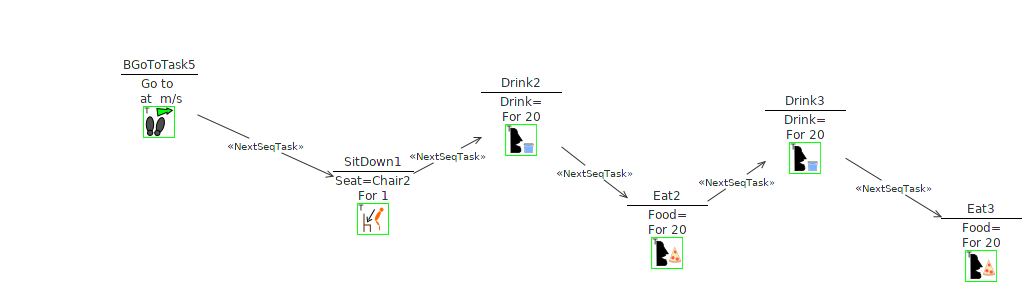 BGoToTask5
Go to
at m/s
T
«NextSeqTask»
SitDown1
Seat=Chair2
For 1
T
«NextSeqTask»
Drink2
Drink=
For 20
T
«NextSeqTask»
Eat2
Food=
For 20
T
«NextSeqTask»
Drink3
Drink=
For 20
T
«NextSeqTask»
Eat3
Food=
For 20
T